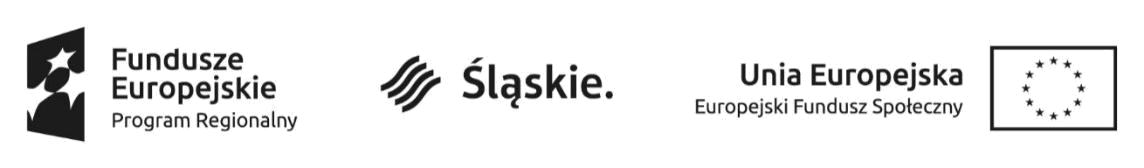 Fundusze
Europejskie
Program Regionalny
Śląskie.
Unia Europejska
Europejski Fundusz Społeczny